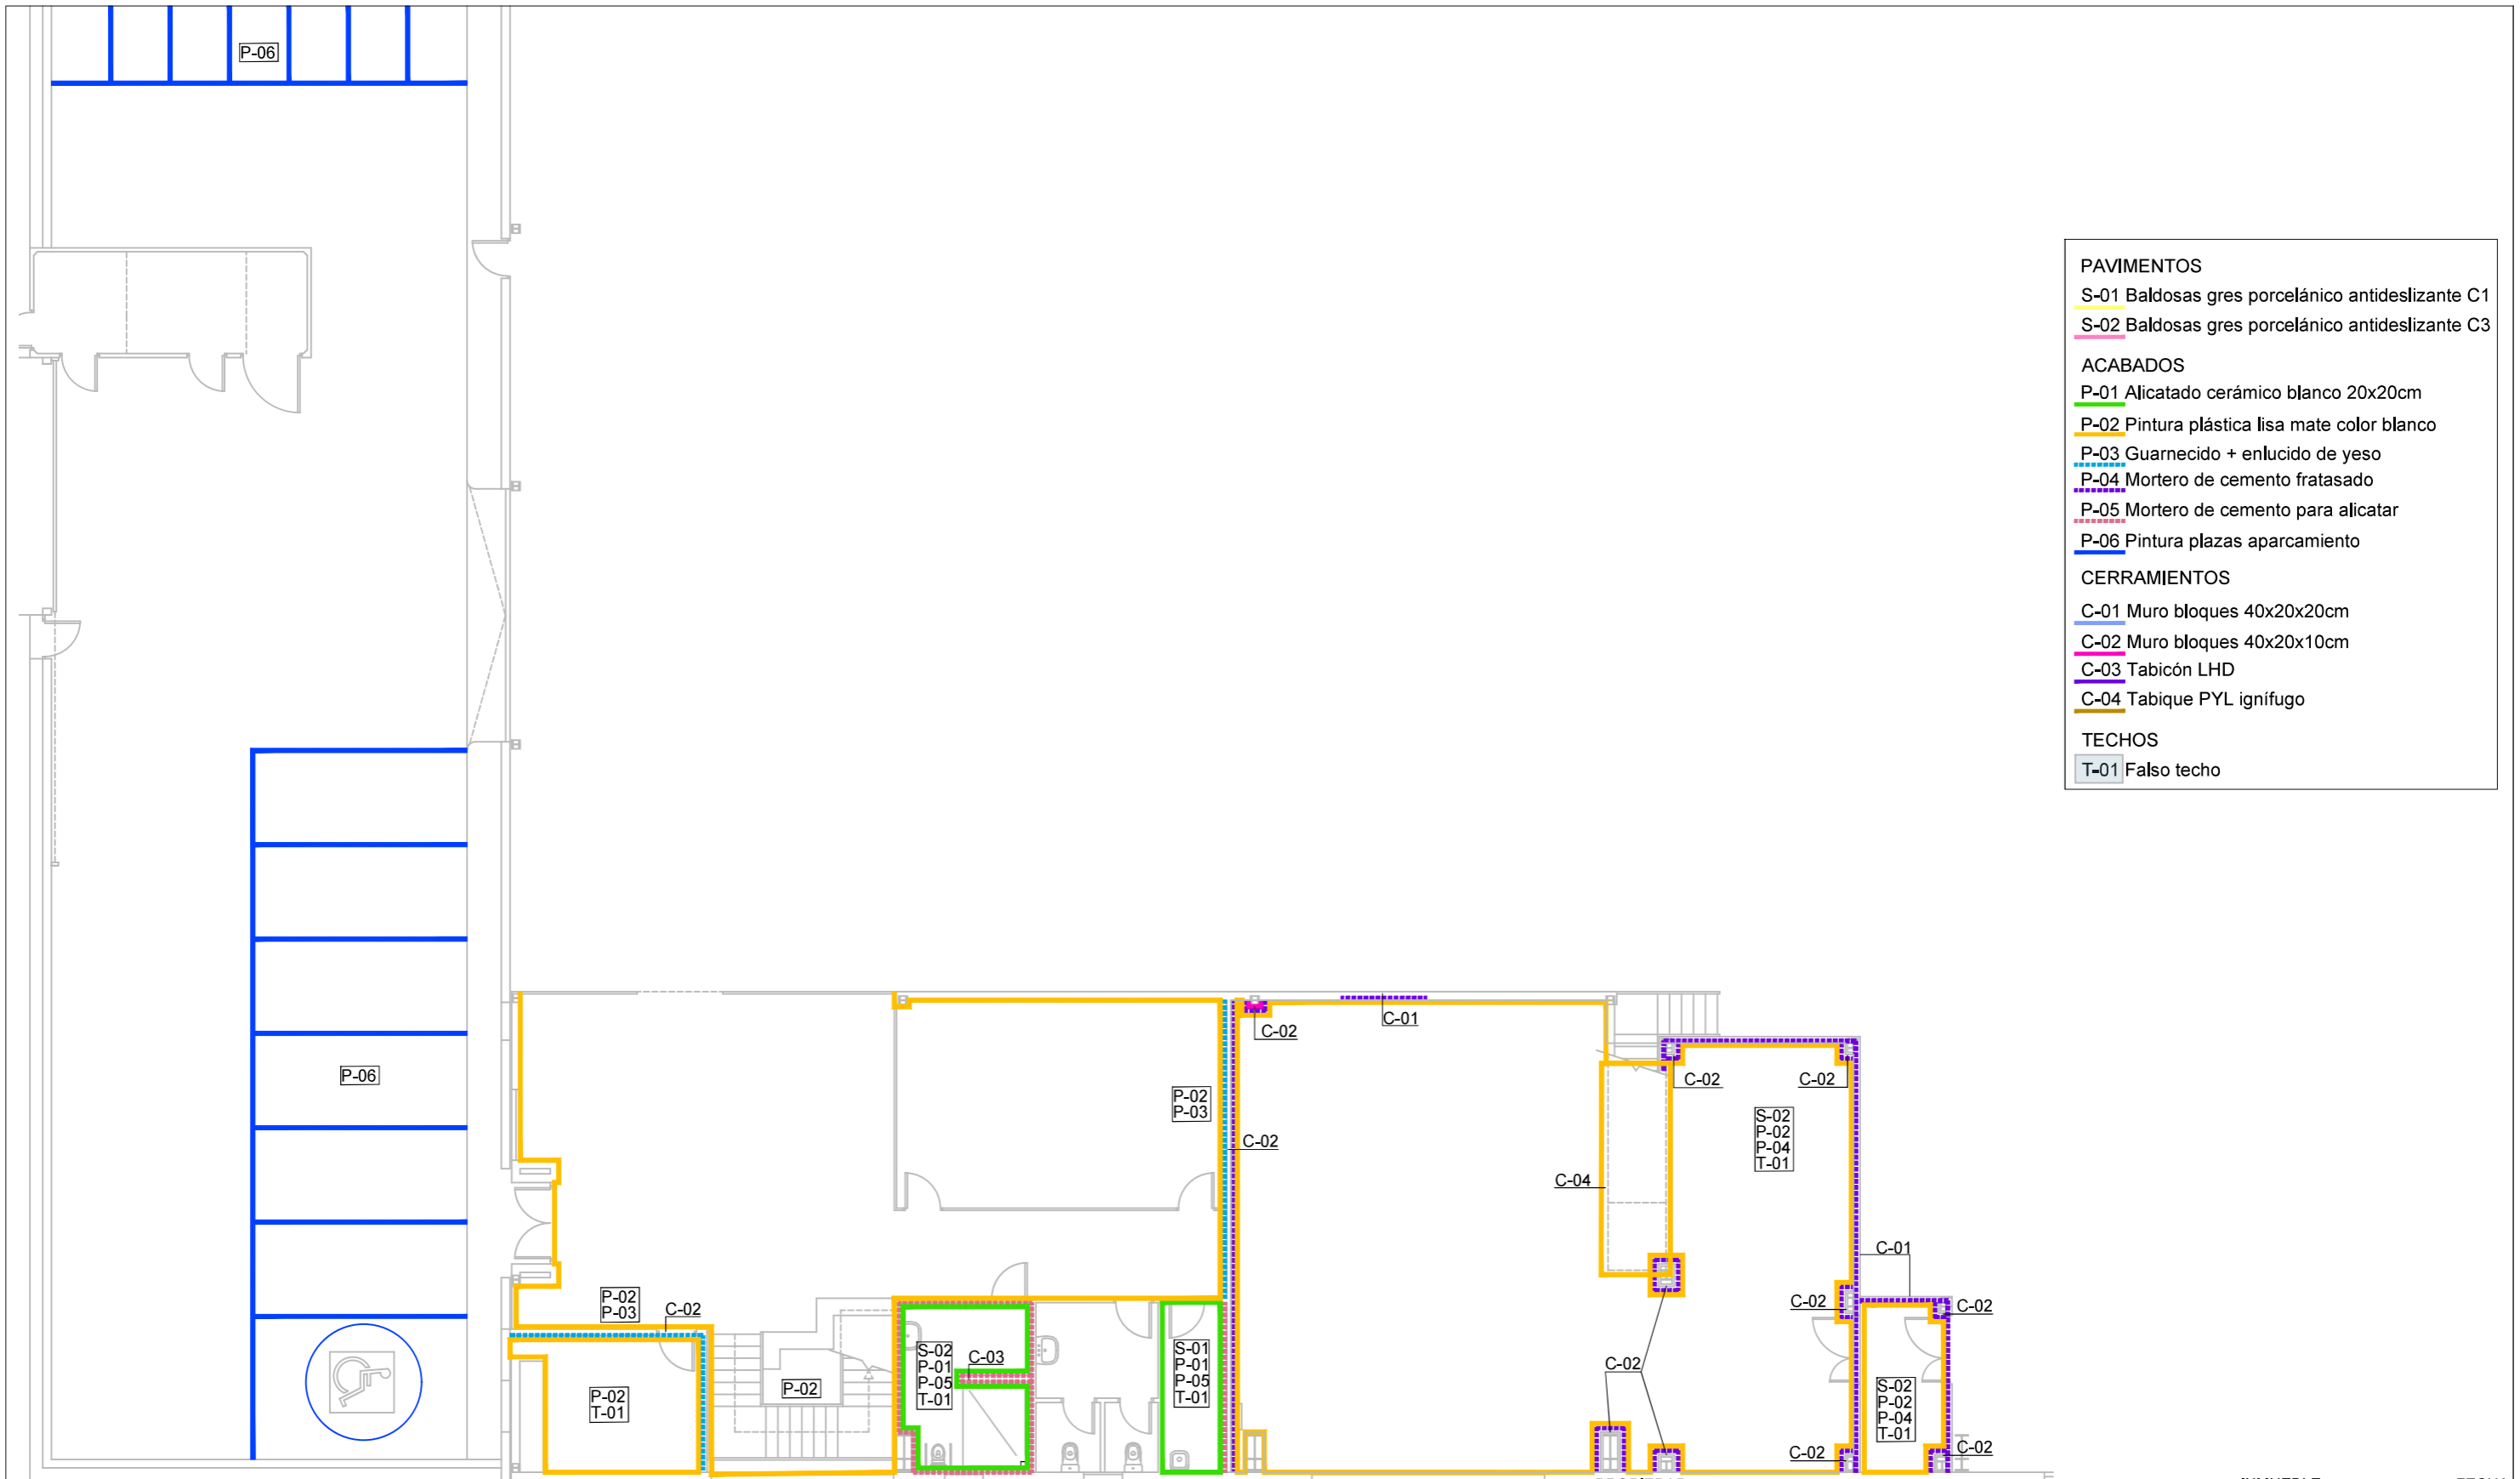 P-06
PAVIMENTOS
S-01 Baldosas gres porcelánico antideslizante C1
S-02 Baldosas gres porcelánico antideslizante C3
ACABADOS
P-01 Alicatado cerámico blanco 20x20cm
P-02 Pintura plástica lisa mate color blanco
P-03 Guarnecido + enlucido de yeso
P-04 Mortero de cemento fratasado
P-05 Mortero de cemento para alicatar
P-06 Pintura plazas aparcamiento
CERRAMIENTOS
C-01 Muro bloques 40x20x20cm
C-02 Muro bloques 40x20x10cm
C-03 Tabicón LHD
C-04 Tabique PYL ignífugo
TECHOS
T-01 Falso techo
C-01
C-02
P-06
C-02
C-02
P-02
P-03
S-02
P-02
P-04
T-01
C-02
C-04
C-01
P-02
P-03
C-02
C-02
C-02
S-02
P-01
P-05
T-01
C-03
S-01
P-01
P-05
T-01
C-02
P-02
P-02
T-01
S-02
P-02
P-04
T-01
C-02
C-02